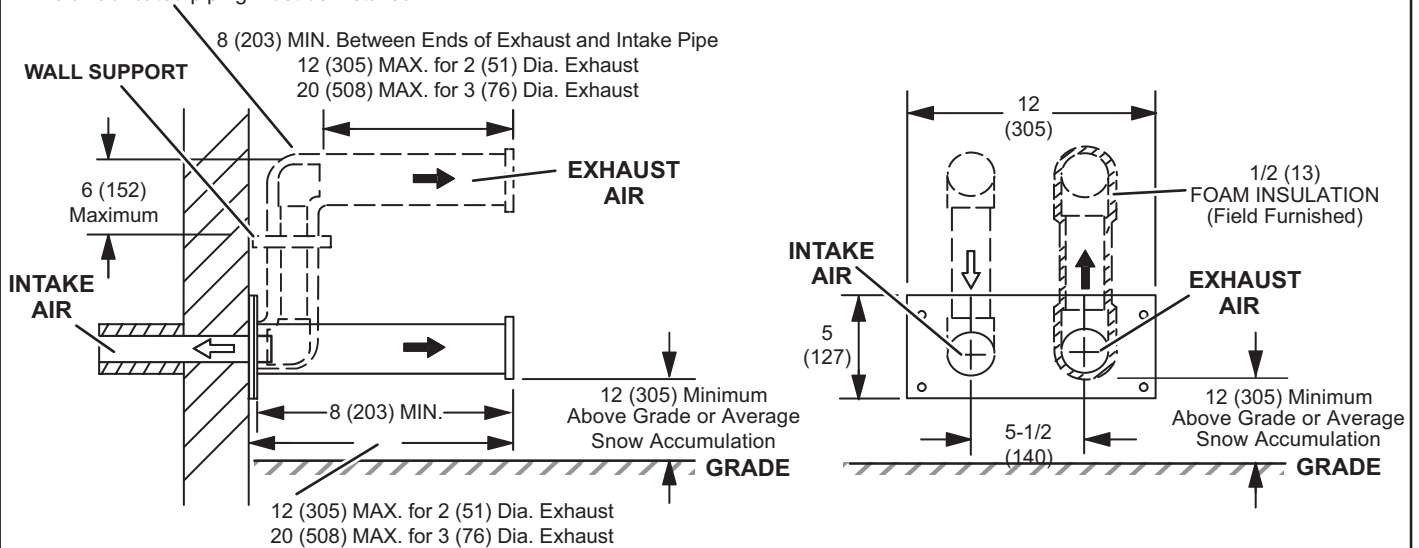 8 (203) MIN. Between Ends of Exhaust and Intake Pipe
12 (305) MAX. for 2 (51) Dia. Exhaust
20 (508) MAX. for 3 (76) Dia. Exhaust
WALL SUPPORT
EXHAUST
AIR
6 (152)
Maximum
INTAKE
AIR
8 (203) MIN.
12 (305) Minimum
Above Grade or Average
Snow Accumulation
GRADE
12 (305) MAX. for 2 (51) Dia. Exhaust
20 (508) MAX. for 3 (76) Dia. Exhaust
12
(305)
1/2 (13)
FOAM INSULATION
(Field Furnished)
INTAKE
AIR
EXHAUST
AIR
5
(127)
12 (305) Minimum
Above Grade or Average
Snow Accumulation
5-1/2
(140)
GRADE